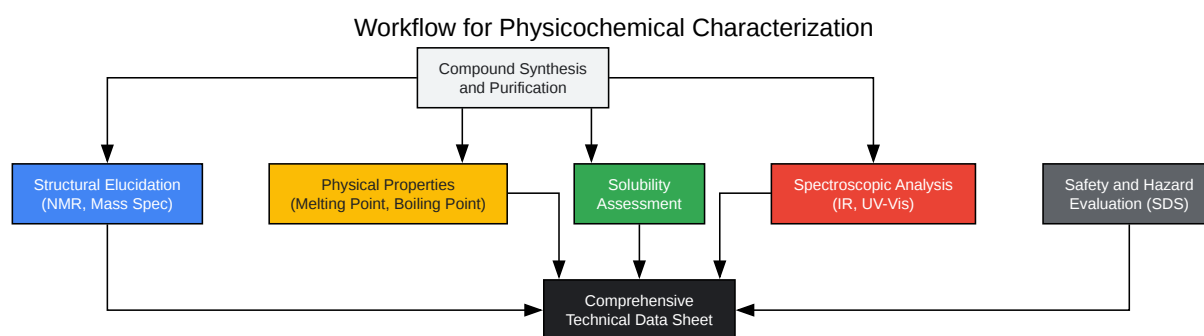 Workflow for Physicochemical Characterization
Compound Synthesis
and Purification
Structural Elucidation
(NMR, Mass Spec)
Physical Properties
(Melting Point, Boiling Point)
Solubility
Assessment
Spectroscopic Analysis
(IR, UV-Vis)
Safety and Hazard
Evaluation (SDS)
Comprehensive
Technical Data Sheet